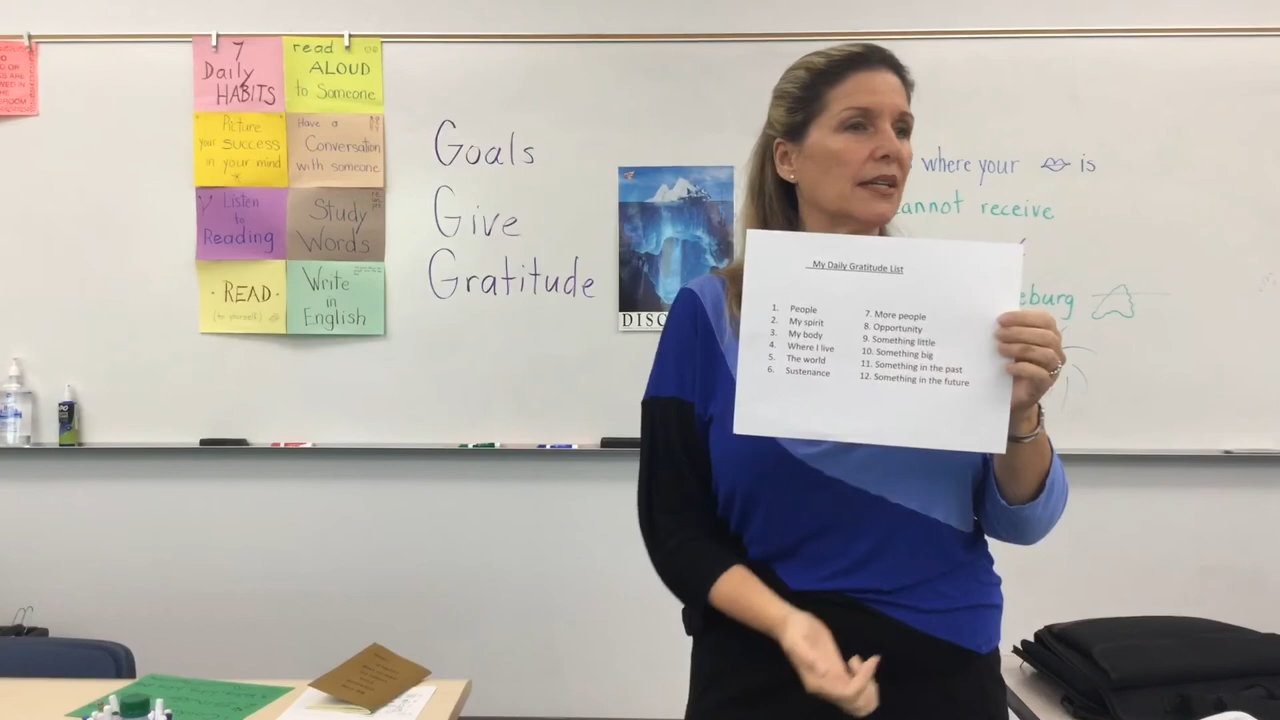 ARE
7
Daily
HABITS
read
ALOUD
to Someone
Picture
your SUCCESS
in your mind
Have a
Conversation
with someone
Listen
to
Reading
Study
Words
READ
(to yourself)
Write
in
English
Goals
Give
Gratitude
DISC
where your is
cannot receive
eburg
My Daily Gratitude List
1. People
2. My spirit
3. My body
4. Where I live
5. The world
6. Sustenance
7. More people
8. Opportunity
9. Something little
10. Something big
11. Something in the past
12. Something in the future